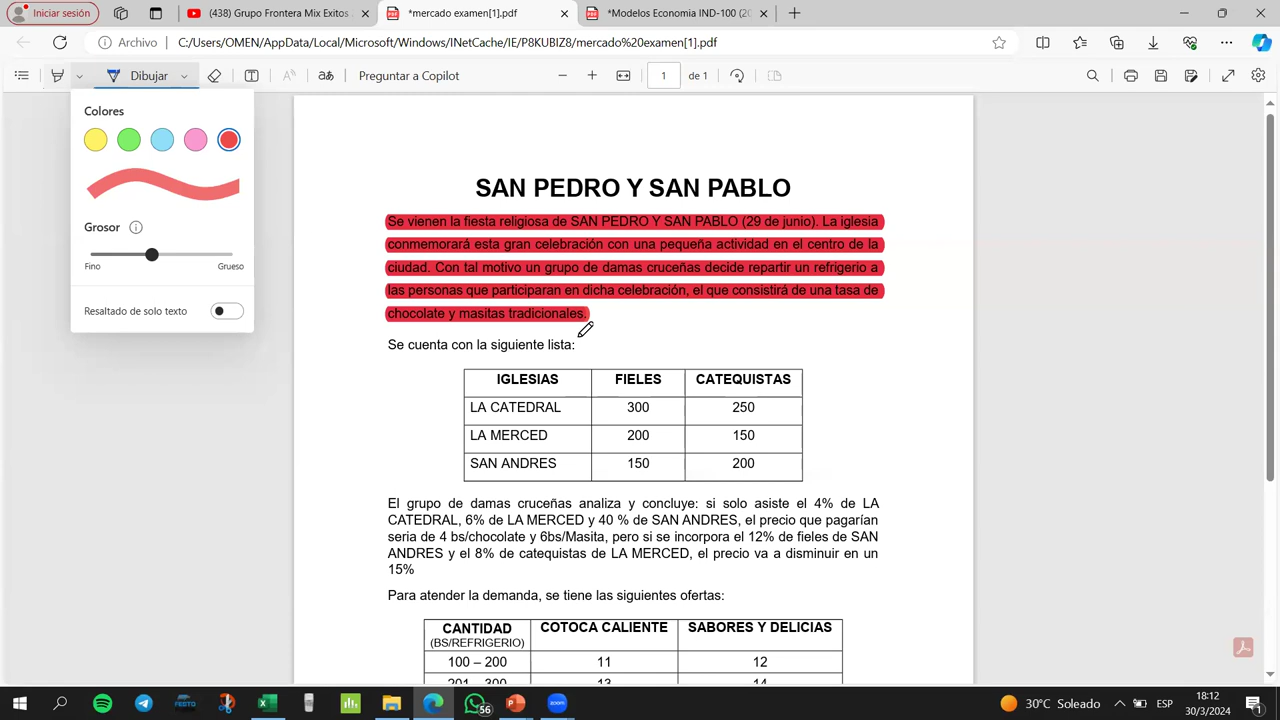 Iniciar sesión
(438) Grupo Frontera Mix Exitos
*mercado examen[1].pdf
*Modelos Economia IND-100 (20
Archivo
C:/Users/OMEN/AppData/Local/Microsoft/Windows/INetCache/IE/P8KUBIZ8/mercado%20examen[1].pdf
Dibujar
Preguntar a Copilot
1
de 1
Colores
Grosor
Fino
Grueso
Resaltado de solo texto
SAN PEDRO Y SAN PABLO
Se vienen la fiesta religiosa de SAN PEDRO Y SAN PABLO (29 de junio). La iglesia
conmemorará esta gran celebración con una pequeña actividad en el centro de la
ciudad. Con tal motivo un grupo de damas cruceñas decide repartir un refrigerio a
las personas que participaran en dicha celebración, el que consistirá de una tasa de
chocolate y masitas tradicionales.
Se cuenta con la siguiente lista:
IGLESIAS FIELES CATEQUISTAS
LA CATEDRAL 300 250
LA MERCED 200 150
SAN ANDRES 150 200
El grupo de damas cruceñas analiza y concluye: si solo asiste el 4% de LA
CATEDRAL, 6% de LA MERCED y 40 % de SAN ANDRES, el precio que pagarían
seria de 4 bs/chocolate y 6bs/Masita, pero si se incorpora el 12% de fieles de SAN
ANDRES y el 8% de catequistas de LA MERCED, el precio va a disminuir en un
15%
Para atender la demanda, se tiene las siguientes ofertas:
CANTIDAD COTOCA CALIENTE SABORES Y DELICIAS
(BS/REFRIGERIO)
100 – 200 11 12
201 – 300 13 14
FESTO
56
zoom
30°C Soleado
ESP
18:12
30/3/2024
1